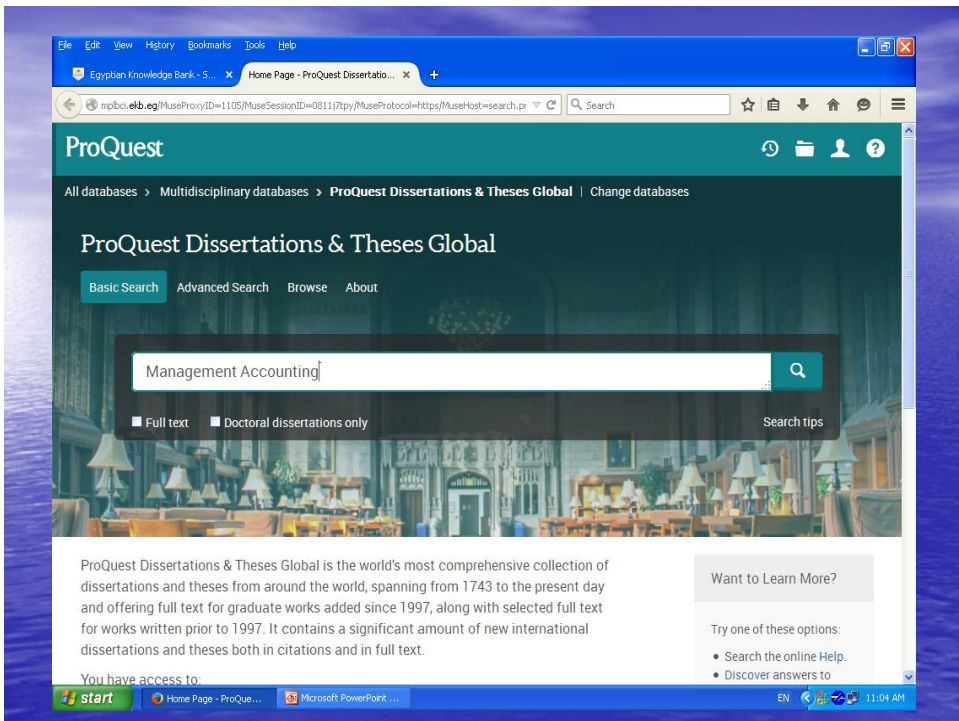 File Edit View History Bookmarks Tools Help
Egyptian Knowledge Bank - S... Home Page - ProQuest Dissertatio...
mplbci.ekb.eg/MuseProxyID=1105/MuseSessionID=0811j7tpy/MuseProtocol=https/MuseHost=search.pr Search
ProQuest
All databases > Multidisciplinary databases > ProQuest Dissertations & Theses Global | Change databases
ProQuest Dissertations & Theses Global
Basic Search Advanced Search Browse About
Management Accounting
Full text Doctoral dissertations only Search tips
ProQuest Dissertations & Theses Global is the world's most comprehensive collection of
dissertations and theses from around the world, spanning from 1743 to the present day
and offering full text for graduate works added since 1997, along with selected full text
for works written prior to 1997. It contains a significant amount of new international
dissertations and theses both in citations and in full text.
You have access to:
Want to Learn More?
Try one of these options:
• Search the online Help.
• Discover answers to
start Home Page - ProQue... Microsoft PowerPoint ... EN 11:04 AM